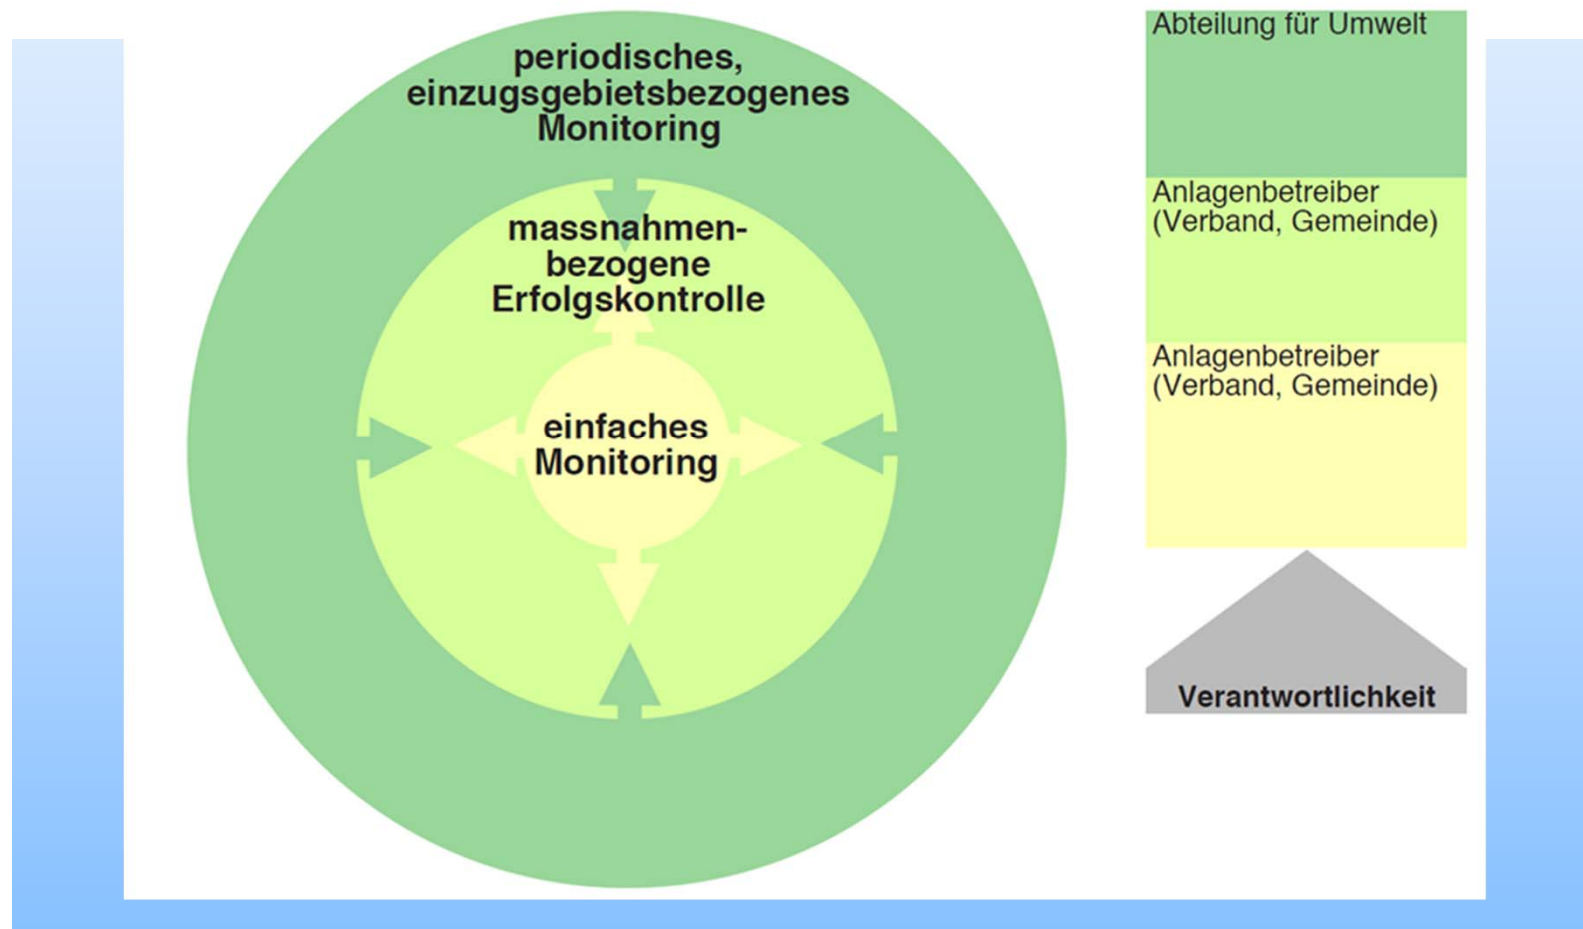 periodisches,
einzugsgebietsbezogenes
Monitoring
massnahmen-
bezogene
Erfolgskontrolle
einfaches
Monitoring
Abteilung für Umwelt
Anlagenbetreiber
(Verband, Gemeinde)
Anlagenbetreiber
(Verband, Gemeinde)
Verantwortlichkeit